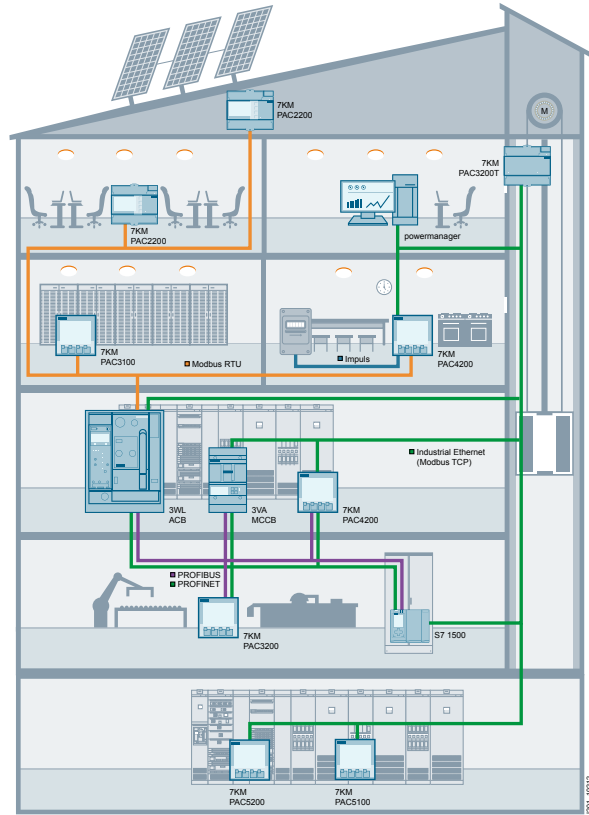 7KM
PAC2200
M
7KM
PAC3200T
7KM
PAC2200
powermanager
7KM
PAC3100
Modbus RTU
Impuls
7KM
PAC4200
Industrial Ethernet
(Modbus TCP)
3WL
ACB
3VA
MCCB
7KM
PAC4200
PROFIBUS
PROFINET
7KM
PAC3200
S7 1500
7KM
PAC5200
7KM
PAC5100